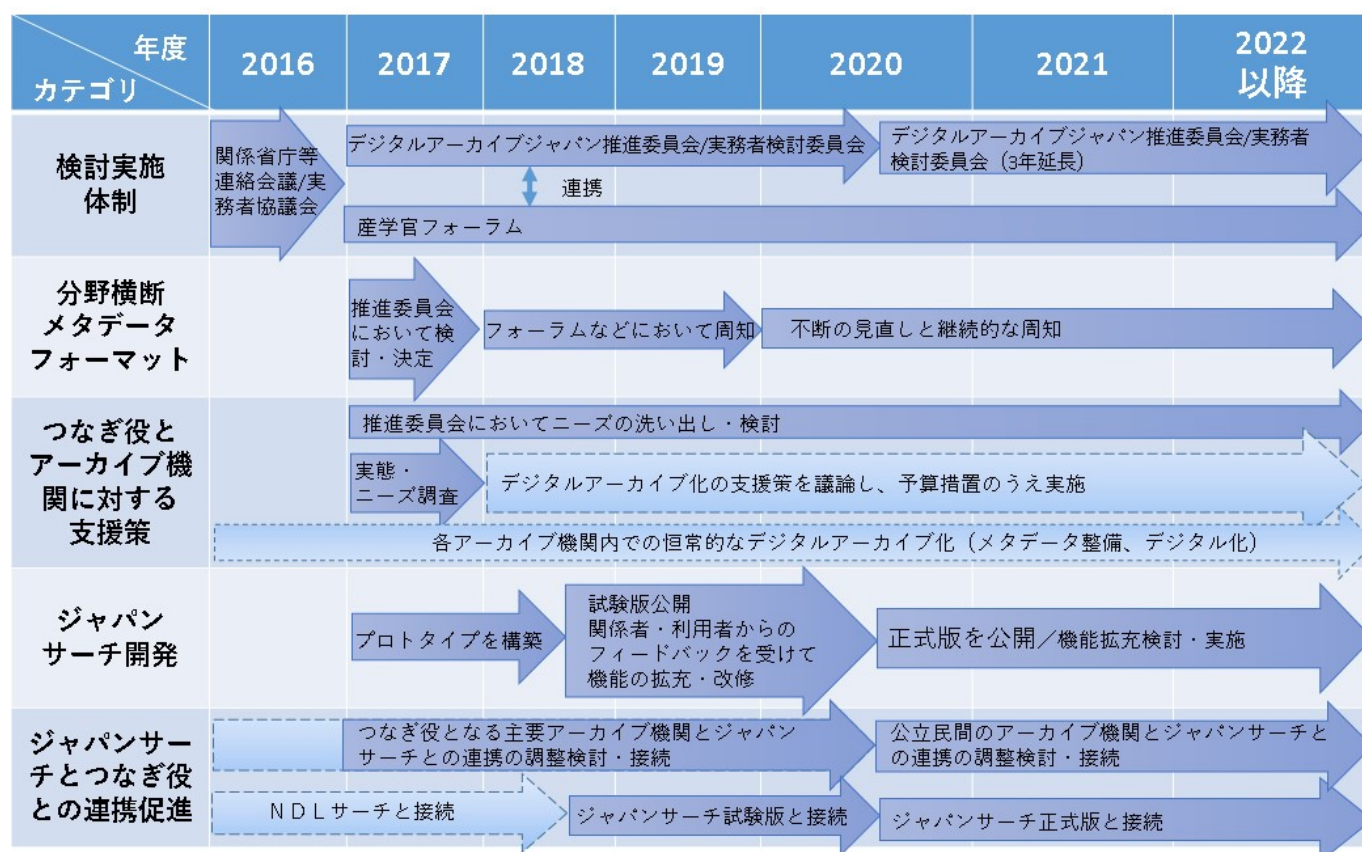 年度
カテゴリ
2016
2017
2018
2019
2020
2021
2022
以降
検討実施
体制
関係省庁等
連絡会議/実
務者協議会
デジタルアーカイブジャパン推進委員会/実務者検討委員会
デジタルアーカイブジャパン推進委員会/実務者
検討委員会（3年延長）
連携
産学官フォーラム
分野横断
メタデータ
フォーマット
推進委員会
において検
討・決定
フォーラムなどにおいて周知
不断の見直しと継続的な周知
つなぎ役と
アーカイブ機
関に対する
支援策
推進委員会においてニーズの洗い出し・検討
実態・
ニーズ調査
デジタルアーカイブ化の支援策を議論し、予算措置のうえ実施
各アーカイブ機関内での恒常的なデジタルアーカイブ化（メタデータ整備、デジタル化）
ジャパン
サーチ開発
プロトタイプを構築
試験版公開
関係者・利用者からの
フィードバックを受けて
機能の拡充・改修
正式版を公開／機能拡充検討・実施
ジャパンサー
チとつなぎ役
との連携促進
つなぎ役となる主要アーカイブ機関とジャパン
サーチとの連携の調整検討・接続
公立民間のアーカイブ機関とジャパンサーチと
の連携の調整検討・接続
ＮＤＬサーチと接続
ジャパンサーチ試験版と接続
ジャパンサーチ正式版と接続